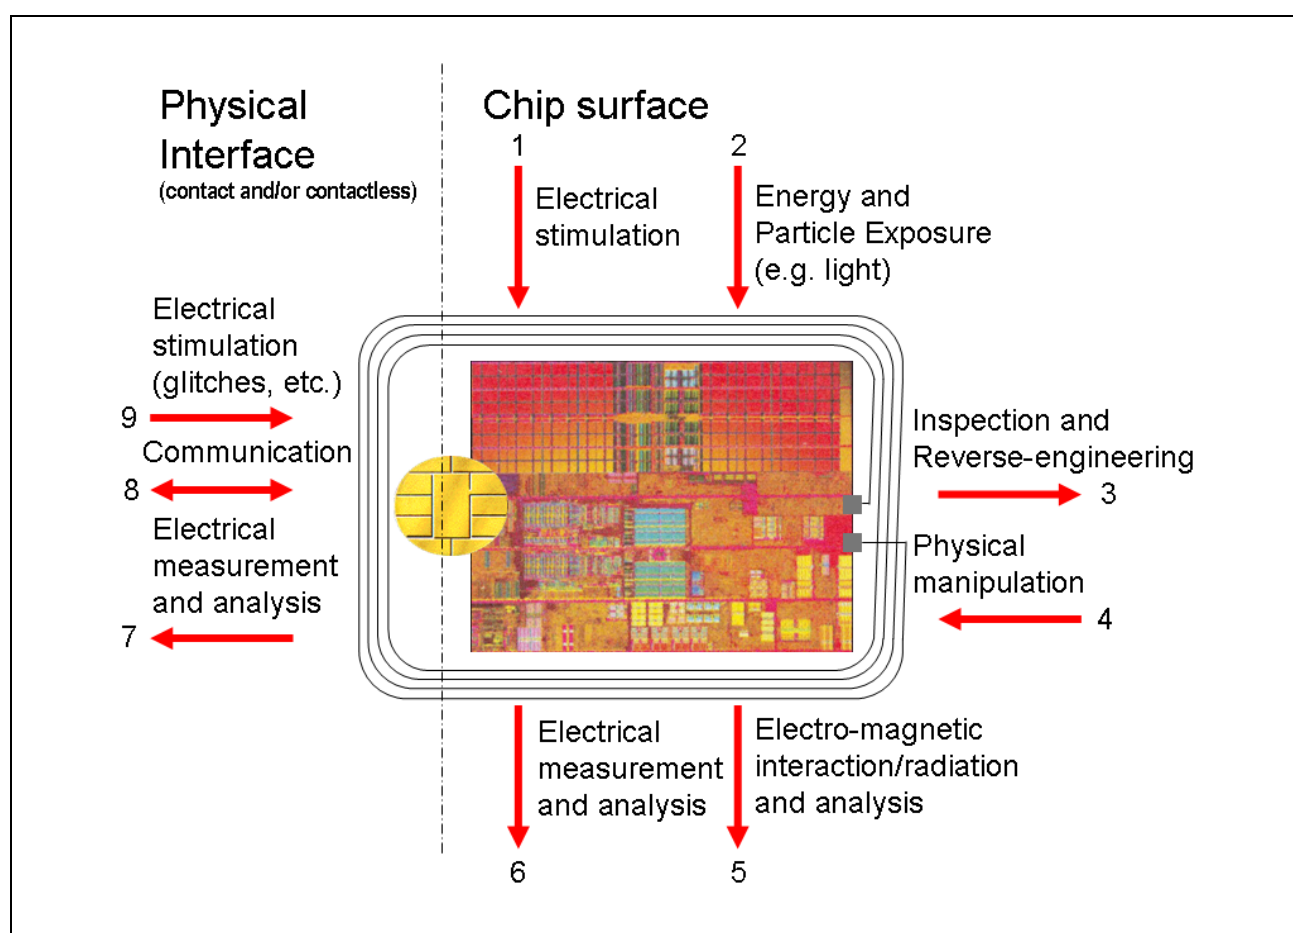 Physical
Interface
(contact and/or contactless)
Chip surface
1
Electrical
stimulation
2
Energy and
Particle Exposure
(e.g. light)
Electrical
stimulation
(glitches, etc.)
9
Communication
8
Electrical
measurement
and analysis
7
Inspection and
Reverse-engineering
3
Physical
manipulation
4
Electrical
measurement
and analysis
6
Electro-magnetic
interaction/radiation
and analysis
5